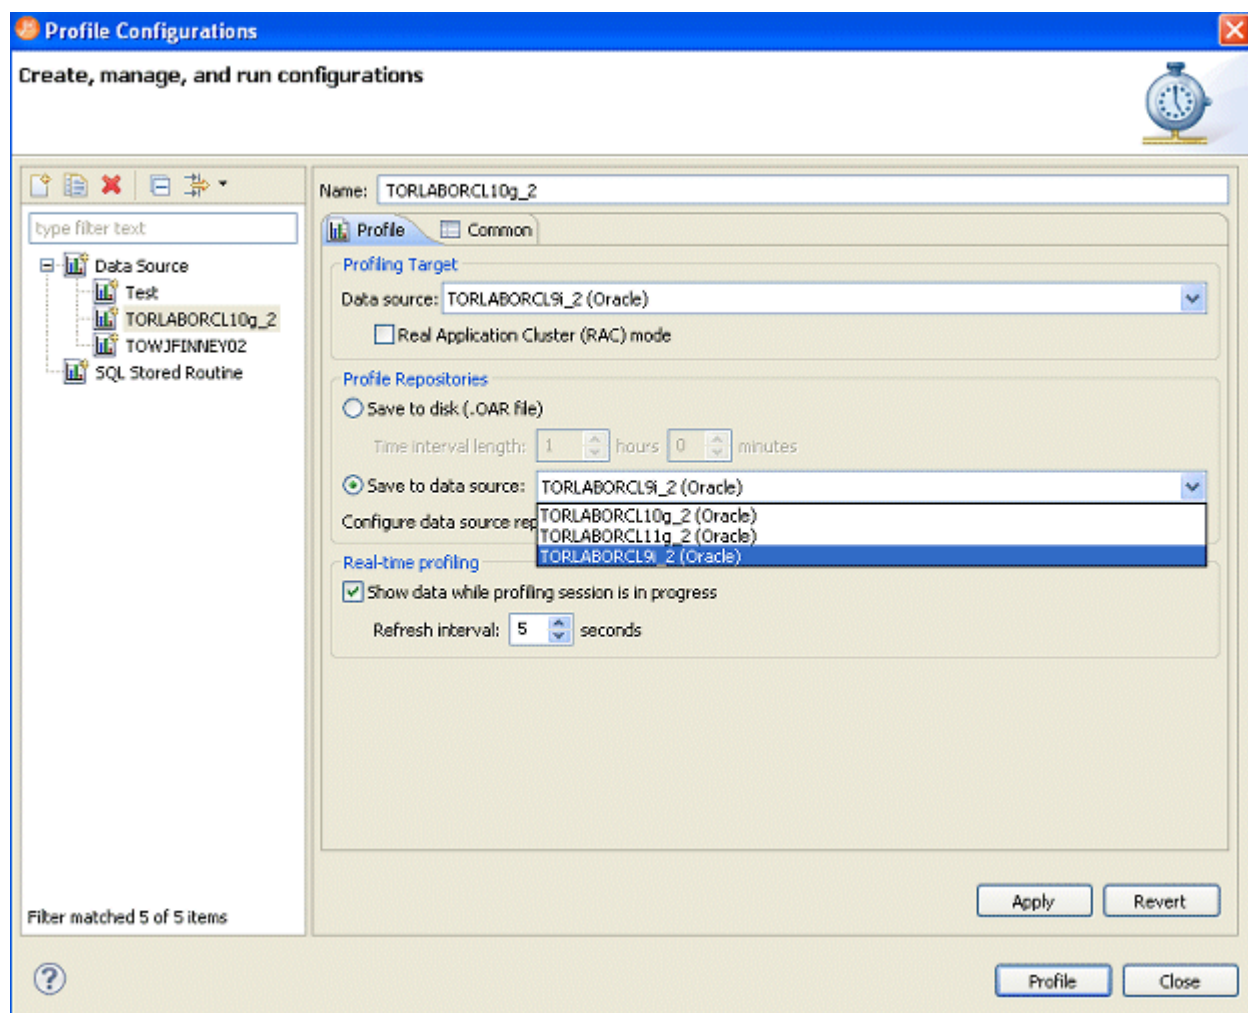 Profile Configurations
Create, manage, and run configurations
type filter text
Data Source
Test
TORLABORCL10g_2
TOWJFINNEY02
SQL Stored Routine
Filter matched 5 of 5 items
Name: TORLABORCL10g_2
Profile Common
Profiling Target
Data source: TORLABORCL9i_2 (Oracle)
Real Application Cluster (RAC) mode
Profile Repositories
Save to disk (.OAR file)
Time interval length: 1 hours 0 minutes
Save to data source: TORLABORCL9i_2 (Oracle)
Configure data source rep
TORLABORCL10g_2 (Oracle)
TORLABORCL11g_2 (Oracle)
TORLABORCL9i_2 (Oracle)
Real-time profiling
Show data while profiling session is in progress
Refresh interval: 5 seconds
Apply Revert
? Profile Close